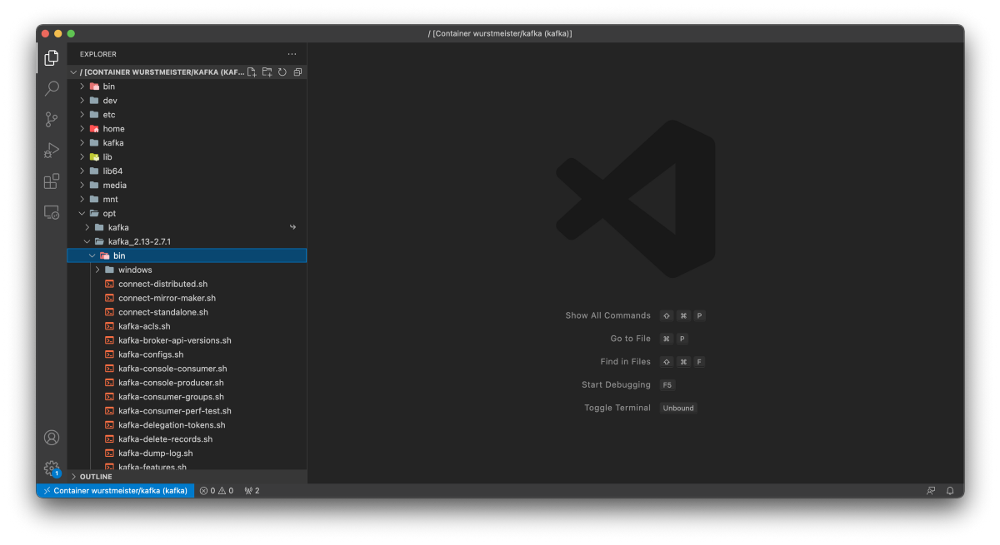 / [Container wurstmeister/kafka (kafka)]
EXPLORER
/ [CONTAINER WURSTMEISTER/KAFKA (KAF...
bin
dev
etc
home
kafka
lib
lib64
media
mnt
opt
kafka
kafka_2.13-2.7.1
bin
windows
connect-distributed.sh
connect-mirror-maker.sh
connect-standalone.sh
kafka-acls.sh
kafka-broker-api-versions.sh
kafka-configs.sh
kafka-console-consumer.sh
kafka-console-producer.sh
kafka-consumer-groups.sh
kafka-consumer-perf-test.sh
kafka-delegation-tokens.sh
kafka-delete-records.sh
kafka-dump-log.sh
kafka-features.sh
OUTLINE
Show All Commands ⇧ ⌘ P
Go to File ⌘ P
Find in Files ⇧ ⌘ F
Start Debugging F5
Toggle Terminal Unbound
1
Container wurstmeister/kafka (kafka) 0 0 2